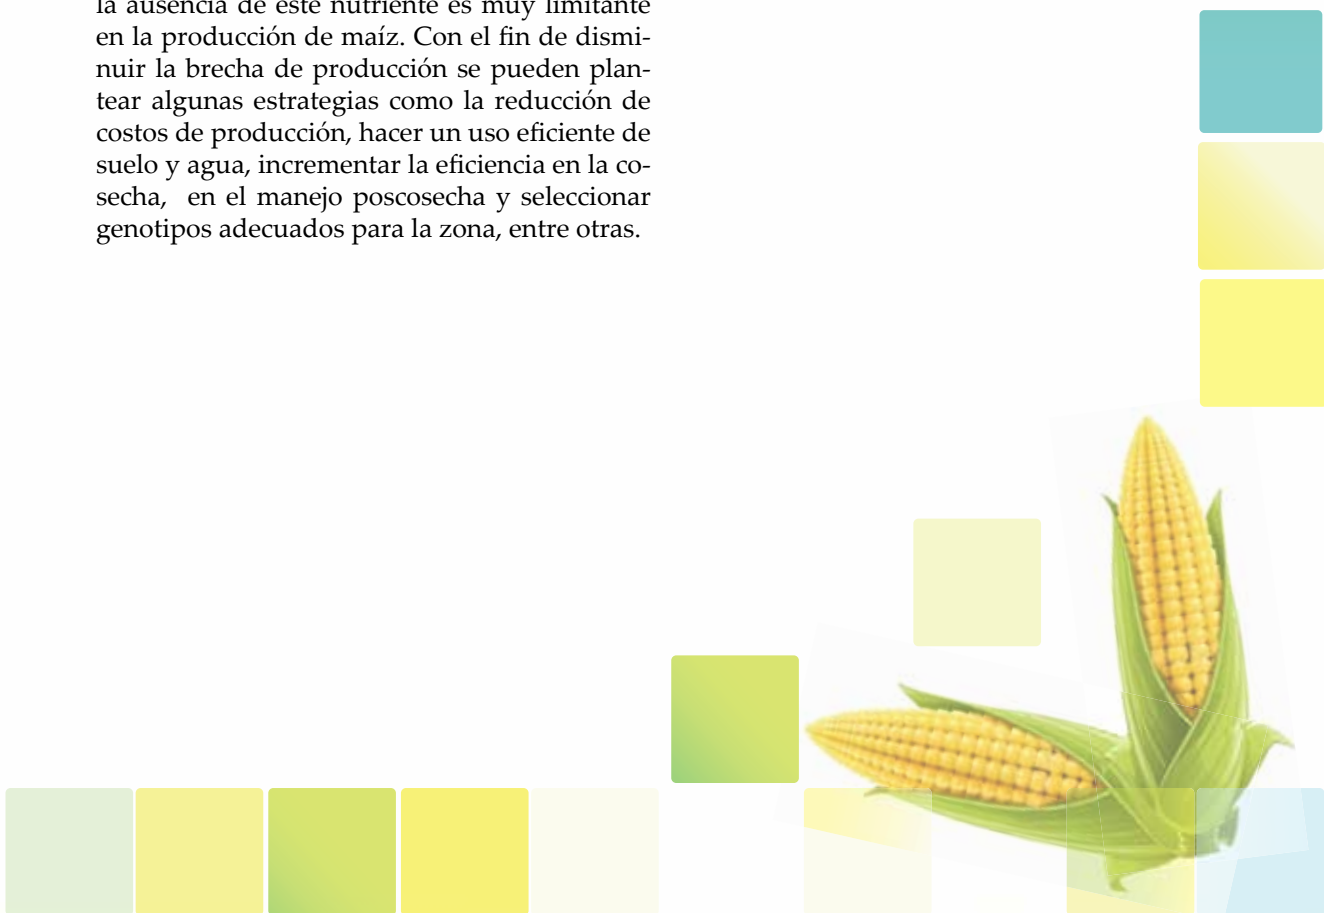 la ausencia de este nutriente es muy limitante
en la producción de maíz. Con el fin de dismi-
nuir la brecha de producción se pueden plan-
tear algunas estrategias como la reducción de
costos de producción, hacer un uso eficiente de
suelo y agua, incrementar la eficiencia en la co-
secha, en el manejo poscosecha y seleccionar
genotipos adecuados para la zona, entre otras.